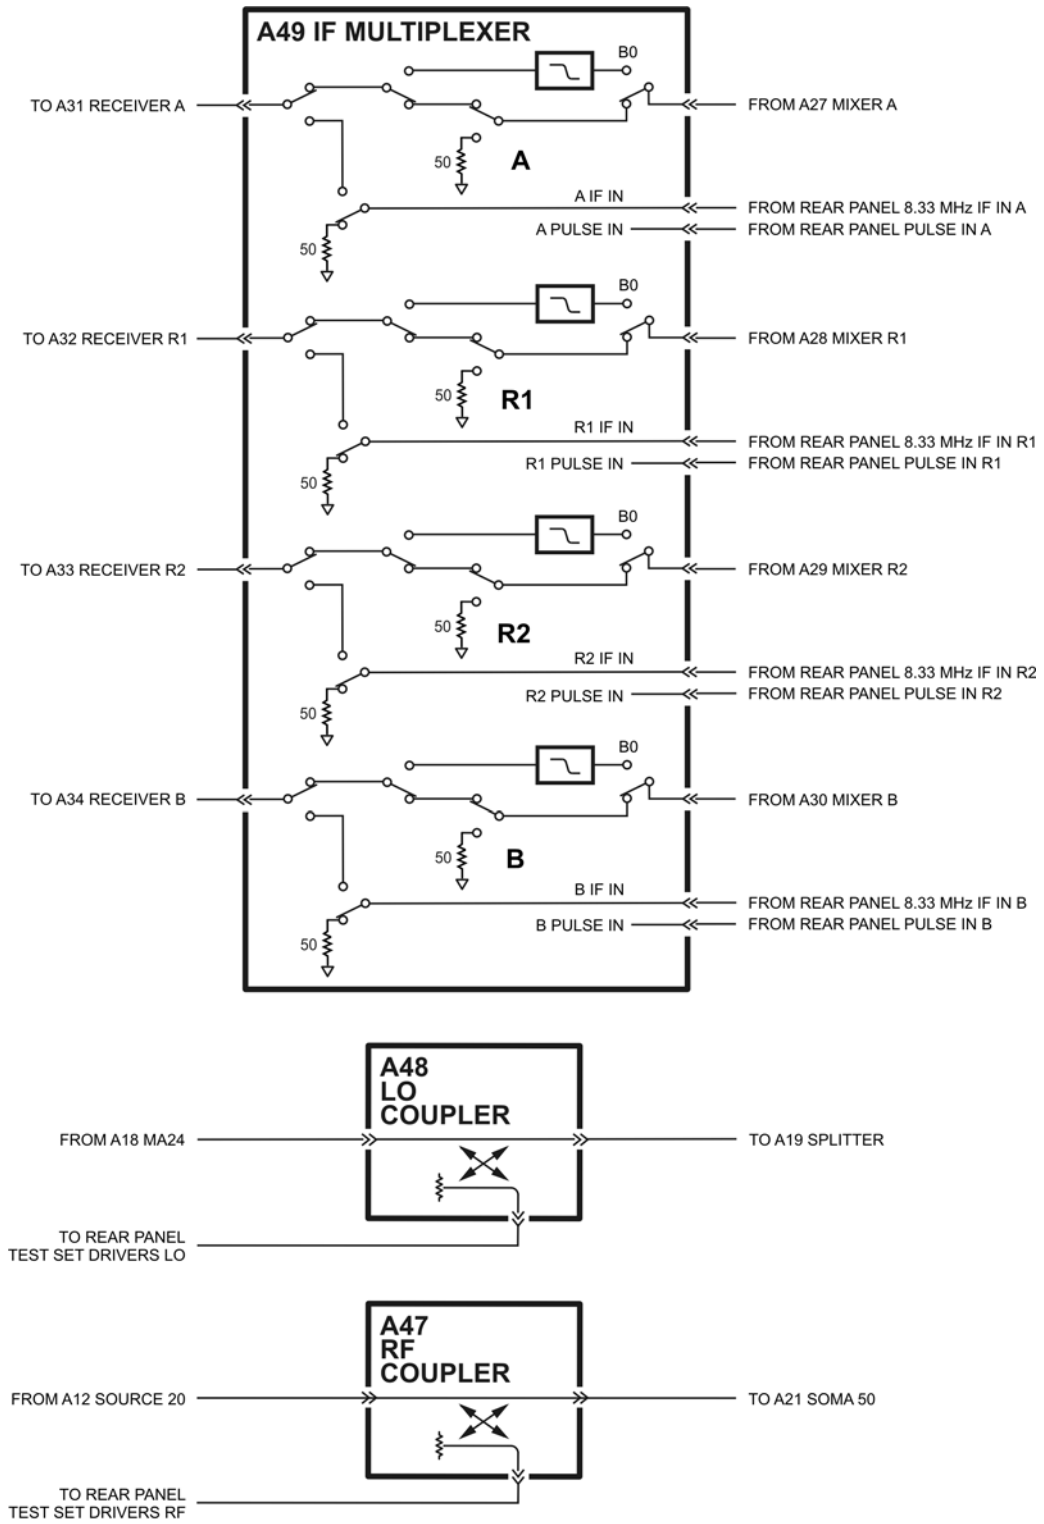 A49 IF MULTIPLEXER
B0
TO A31 RECEIVER A
FROM A27 MIXER A
50
A
A IF IN
FROM REAR PANEL 8.33 MHz IF IN A
A PULSE IN
FROM REAR PANEL PULSE IN A
50
B0
TO A32 RECEIVER R1
FROM A28 MIXER R1
50
R1
R1 IF IN
FROM REAR PANEL 8.33 MHz IF IN R1
R1 PULSE IN
FROM REAR PANEL PULSE IN R1
50
B0
TO A33 RECEIVER R2
FROM A29 MIXER R2
50
R2
R2 IF IN
FROM REAR PANEL 8.33 MHz IF IN R2
R2 PULSE IN
FROM REAR PANEL PULSE IN R2
50
B0
TO A34 RECEIVER B
FROM A30 MIXER B
50
B
B IF IN
FROM REAR PANEL 8.33 MHz IF IN B
B PULSE IN
FROM REAR PANEL PULSE IN B
50
A48
LO
COUPLER
FROM A18 MA24
TO A19 SPLITTER
TO REAR PANEL
TEST SET DRIVERS LO
A47
RF
COUPLER
FROM A12 SOURCE 20
TO A21 SOMA 50
TO REAR PANEL
TEST SET DRIVERS RF